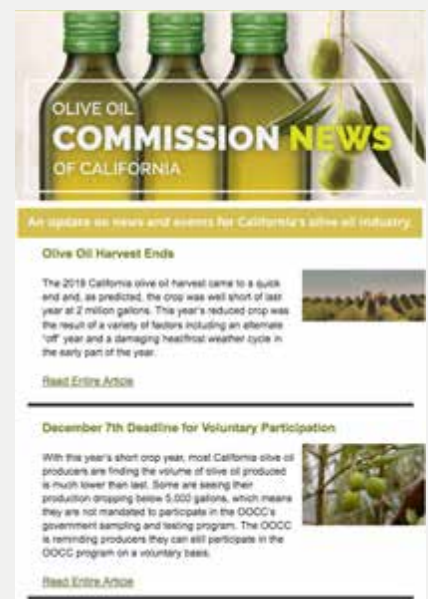 OLIVE OIL
COMMISSION NEWS
OF CALIFORNIA
An update on news and events for California's olive oil industry.
Olive Oil Harvest Ends
The 2018 California olive oil harvest came to a quick
end and, as predicted, the crop was well short of last
year at 2 million gallons. This year's reduced crop was
the result of a variety of factors including an alternate
"off" year and a damaging heat/frost weather cycle in
the early part of the year.
Read Entire Article
December 7th Deadline for Voluntary Participation
With this year's short crop year, most California olive oil
producers are finding the volume of olive oil produced
is much lower than last. Some are seeing their
production dropping below 5,000 gallons, which means
they are not mandated to participate in the OOCC's
government sampling and testing program. The OOCC
is reminding producers they can still participate in the
OOCC program on a voluntary basis.
Read Entire Article